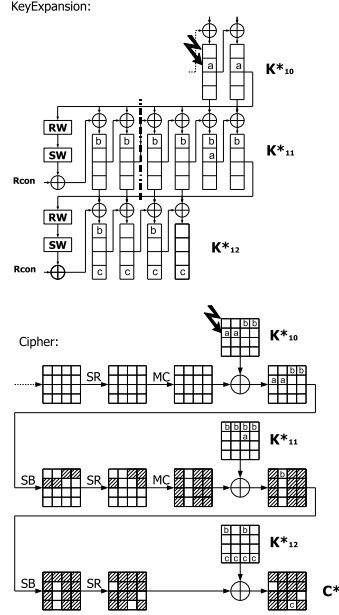 KeyExpansion:
a a
K*10
RW
b b b b b b
SW
a
K*11
Rcon
RW
b b
SW
K*12
Rcon
c c c c
Cipher:
b b
a a
K*10
SR MC
b b
a a
b b b b
a
K*11
SB SR MC
b
b b
K*12
c c c c
SB SR
C*